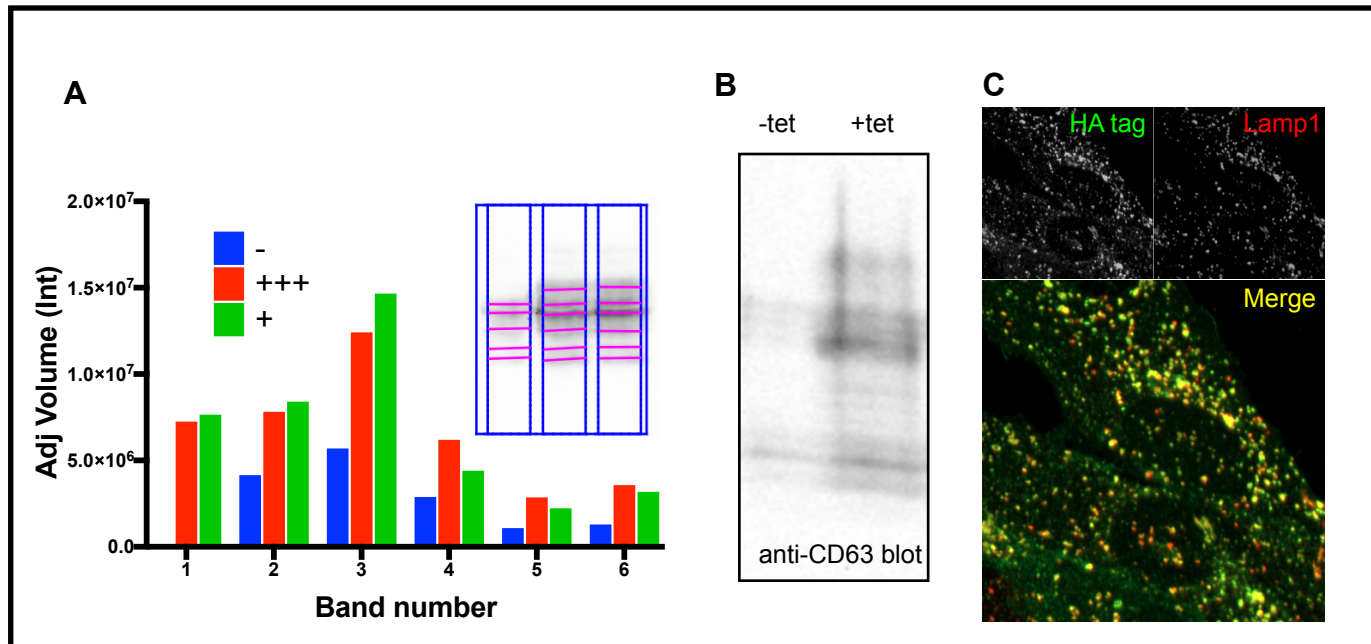 A
2.0×10⁷
1.5×10⁷
1.0×10⁷
5.0×10⁶
0.0
Adj Volume (Int)
-
+++
+
1 2 3 4 5 6
Band number
B
-tet +tet
anti-CD63 blot
C
HA tag Lamp1
Merge